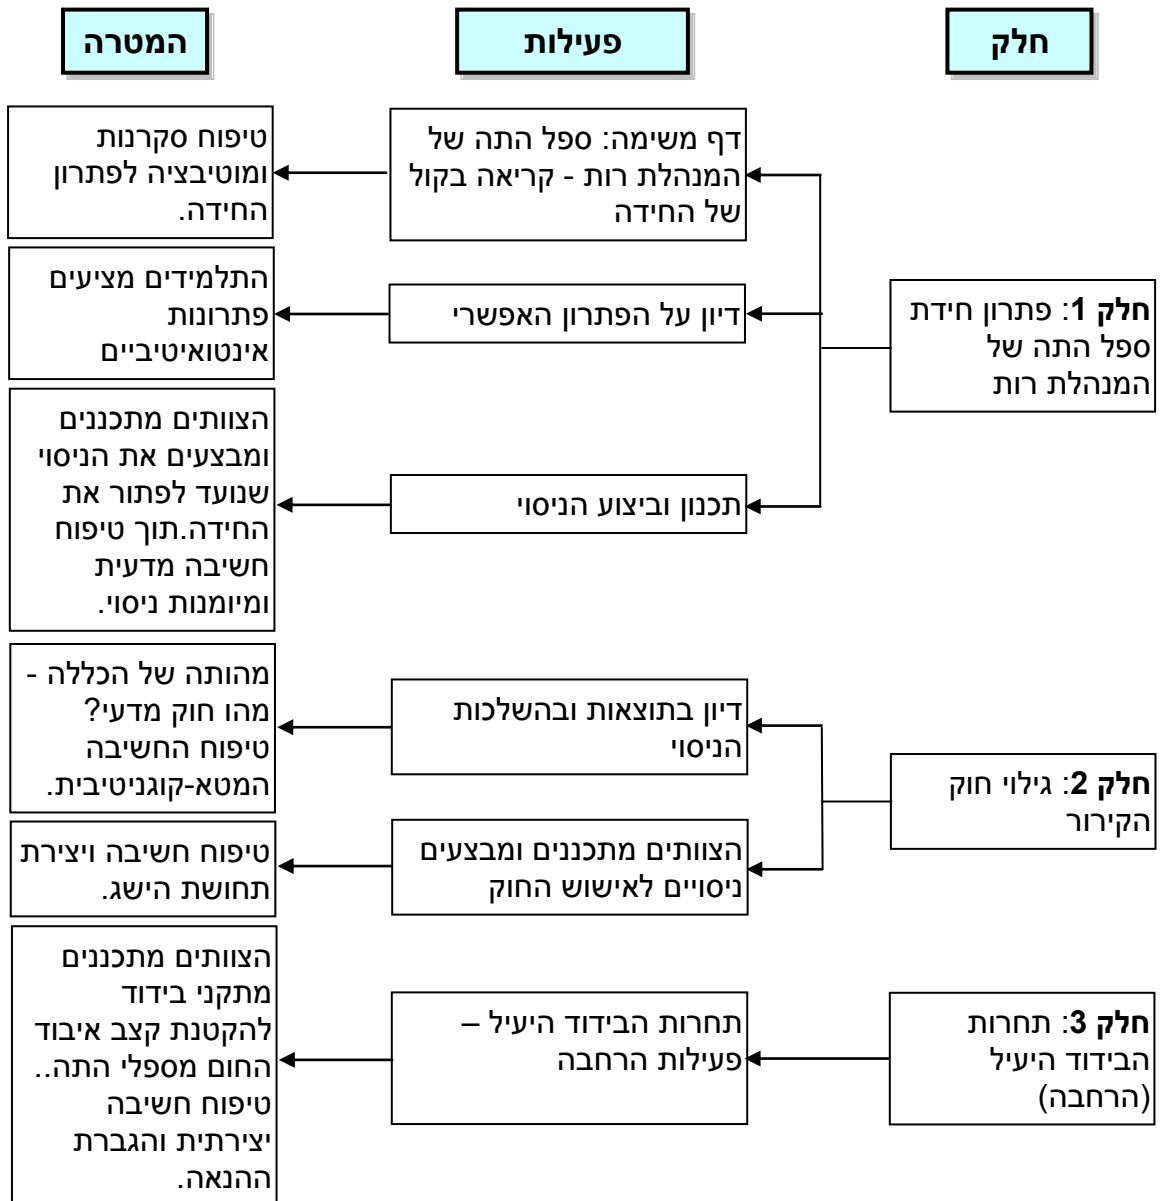 חלק
פעילות
המטרה
חלק 1: פתרון חידת
ספל התה של
המנהלת רות
דף משימה: ספל התה של
המנהלת רות - קריאה בקול
של החידה
טיפוח סקרנות
ומוטיבציה לפתרון
החידה.
דיון על הפתרון האפשרי
התלמידים מציעים
פתרונות
אינטואיטיביים
תכנון וביצוע הניסוי
הצוותים מתכננים
ומבצעים את הניסוי
שנועד לפתור את
החידה.תוך טיפוח
חשיבה מדעית
ומיומנות ניסוי.
חלק 2: גילוי חוק
הקירור
דיון בתוצאות ובהשלכות
הניסוי
מהותה של הכללה -
מהו חוק מדעי?
טיפוח החשיבה
המטא-קוגניטיבית.
הצוותים מתכננים ומבצעים
ניסויים לאישוש החוק
טיפוח חשיבה ויצירת
תחושת הישג.
חלק 3: תחרות
הבידוד היעיל
(הרחבה)
תחרות הבידוד היעיל –
פעילות הרחבה
הצוותים מתכננים
מתקני בידוד
להקטנת קצב איבוד
החום מספלי התה..
טיפוח חשיבה
יצירתית והגברת
ההנאה.